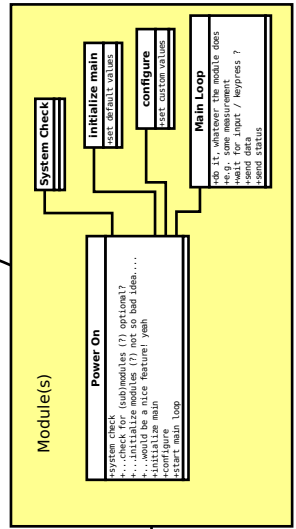 Module(s)
Power On
+system check
+...check for (sub)modules (?) optional?
+...initialize modules (?) not so bad idea....
+...would be a nice feature! yeah
+initialize main
+configure
+start main loop
System Check
initialize main
+set default values
configure
+set custom values
Main Loop
+do it, whatever the module does
+e.g. some measurement
+wait for input / keypress ?
+send data
+send status